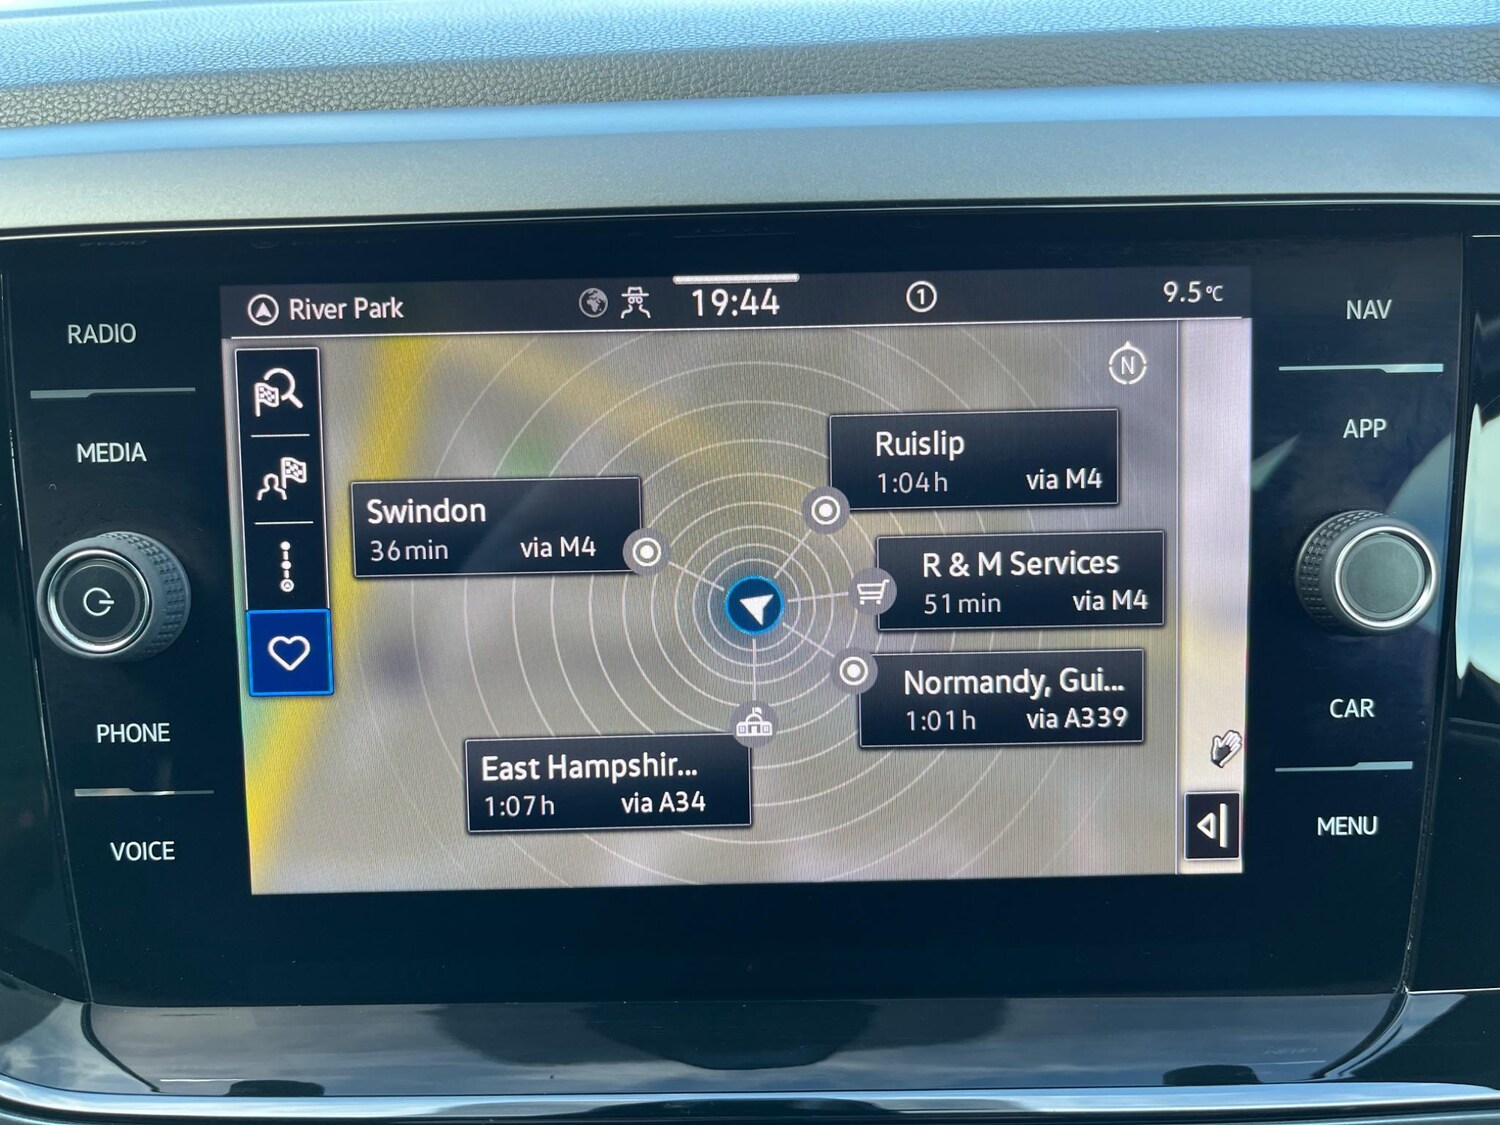 River Park
19:44
1
9.5°C
RADIO
MEDIA
PHONE
VOICE
NAV
APP
CAR
MENU
N
Ruislip
1:04h via M4
Swindon
36min via M4
R & M Services
51min via M4
Normandy, Gui...
1:01h via A339
East Hampshir...
1:07h via A34